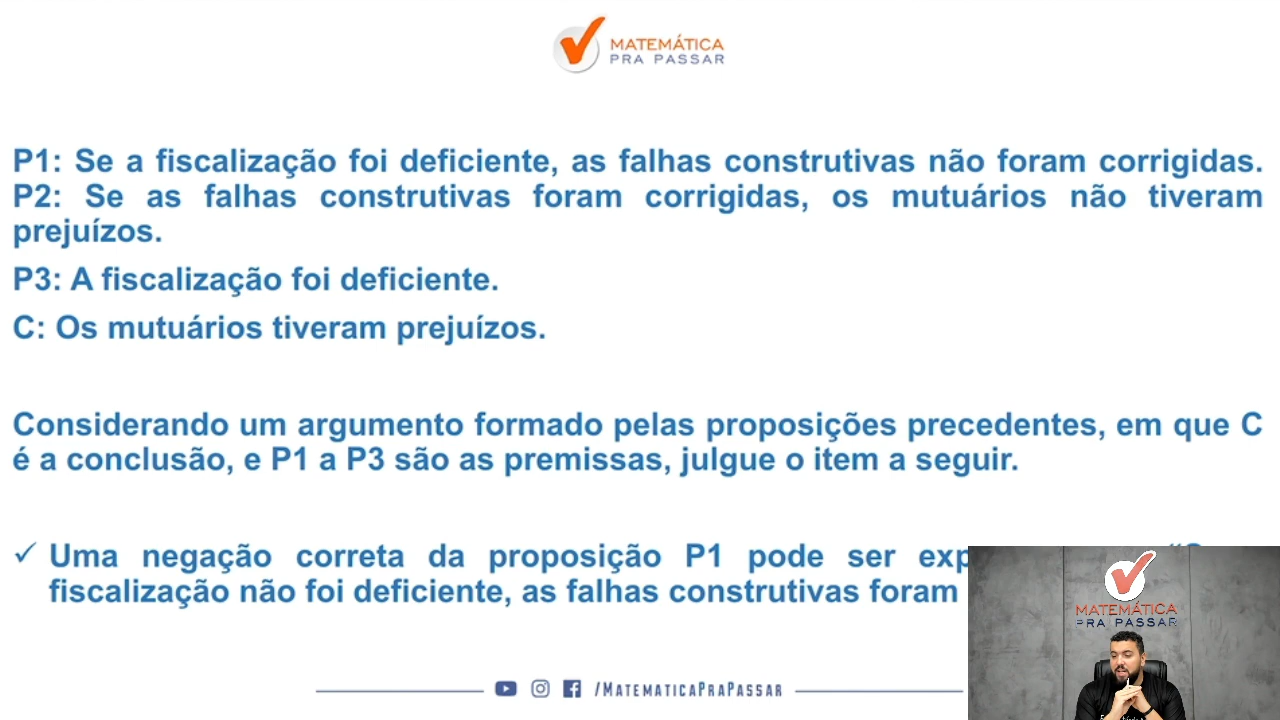 MATEMÁTICA
PRA PASSAR
P1: Se a fiscalização foi deficiente, as falhas construtivas não foram corrigidas.
P2: Se as falhas construtivas foram corrigidas, os mutuários não tiveram
prejuízos.
P3: A fiscalização foi deficiente.
C: Os mutuários tiveram prejuízos.
Considerando um argumento formado pelas proposições precedentes, em que C
é a conclusão, e P1 a P3 são as premissas, julgue o item a seguir.
✓ Uma negação correta da proposição P1 pode ser
fiscalização não foi deficiente, as falhas construtivas foram
MATEMÁTICA
PRA PASSAR
/MATEMATICAPRAPASSAR